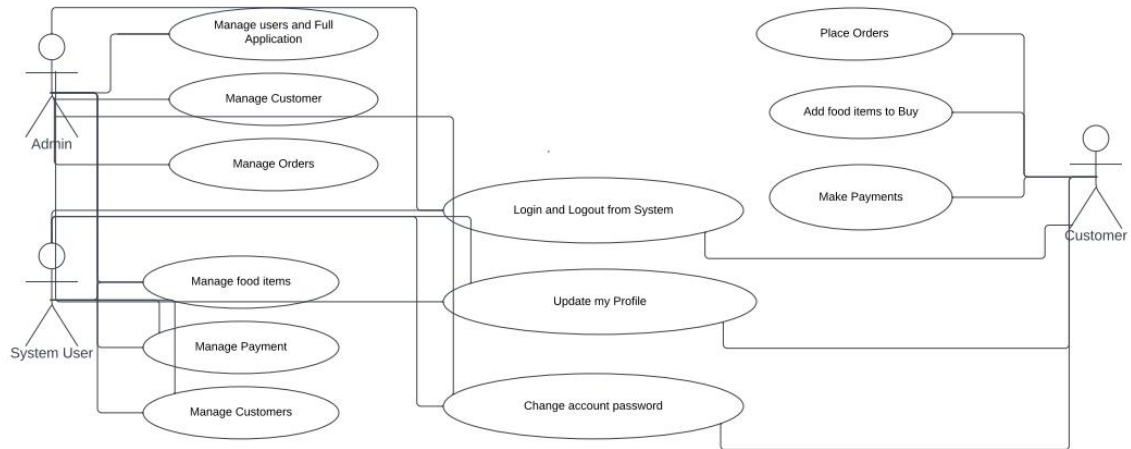 Manage users and Full
Application
Place Orders
Manage Customer
Add food items to Buy
Admin
Manage Orders
Make Payments
Login and Logout from System
Customer
Manage food items
Update my Profile
System User
Manage Payment
Manage Customers
Change account password